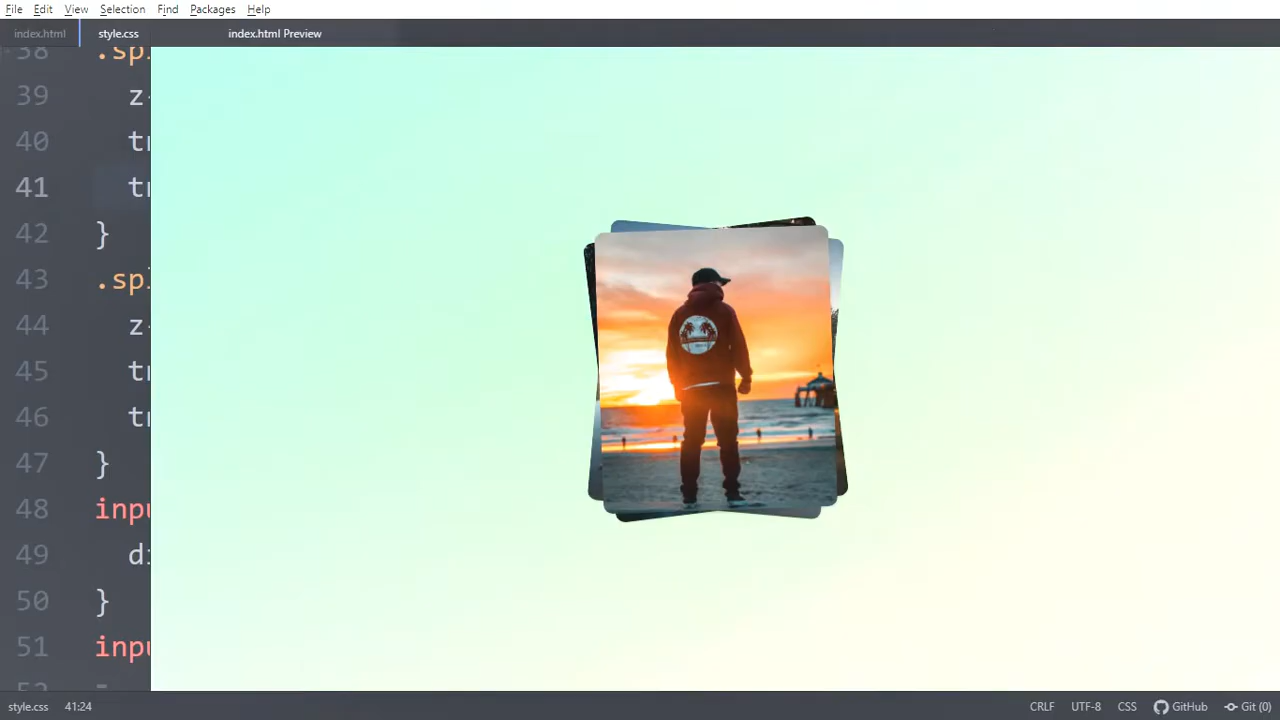 File Edit View Selection Find Packages Help
index.html style.css index.html Preview
38 .sp
39 z-
40 tr
41 tr
42 }
43 .sp
44 z-
45 tr
46 tr
47 }
48 inpu
49 di
50 }
51 inpu
style.css 41:24 CRLF UTF-8 CSS GitHub Git (0)